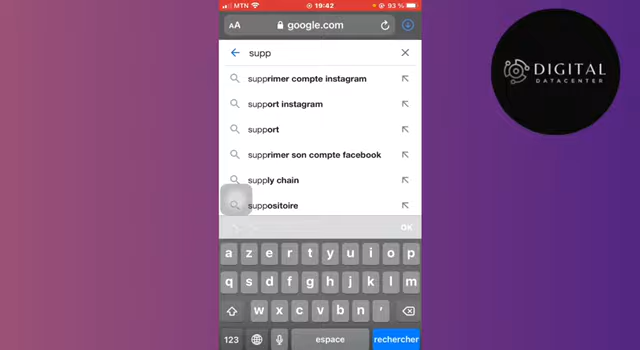 MTN 19:42 93 %
AA google.com
supp
supprimer compte instagram
support instagram
support
supprimer son compte facebook
supply chain
suppositoire
OK
a z e r t y u i o p
q s d f g h j k l m
w x c v b n '
123 espace rechercher
DIGITAL
DATACENTER